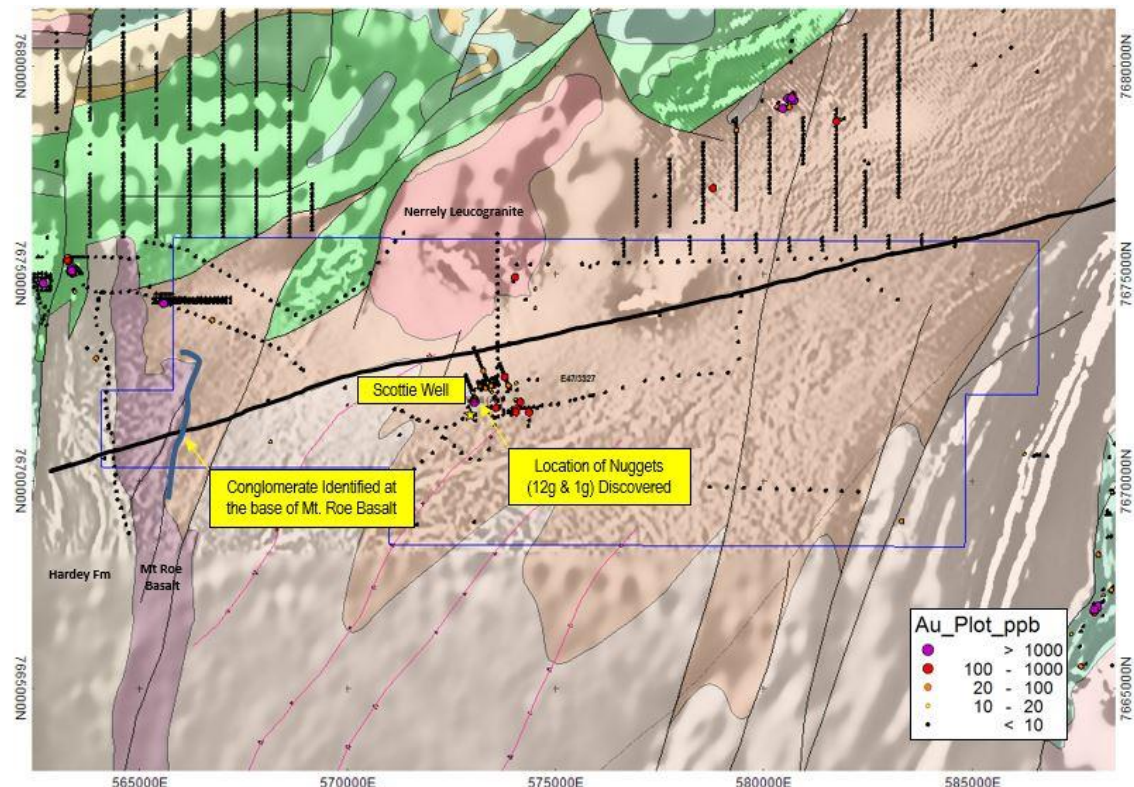 7680000N
7680000N
Nerrely Leucogranite
7675000N
7675000N
Scottie Well
E47/3327
Location of Nuggets
(12g & 1g) Discovered
Conglomerate Identified at
the base of Mt. Roe Basalt
7670000N
7670000N
Hardey Fm
Mt Roe
Basalt
Au_Plot_ppb
> 1000
100 - 1000
20 - 100
10 - 20
< 10
7665000N
7665000N
565000E
570000E
575000E
580000E
585000E